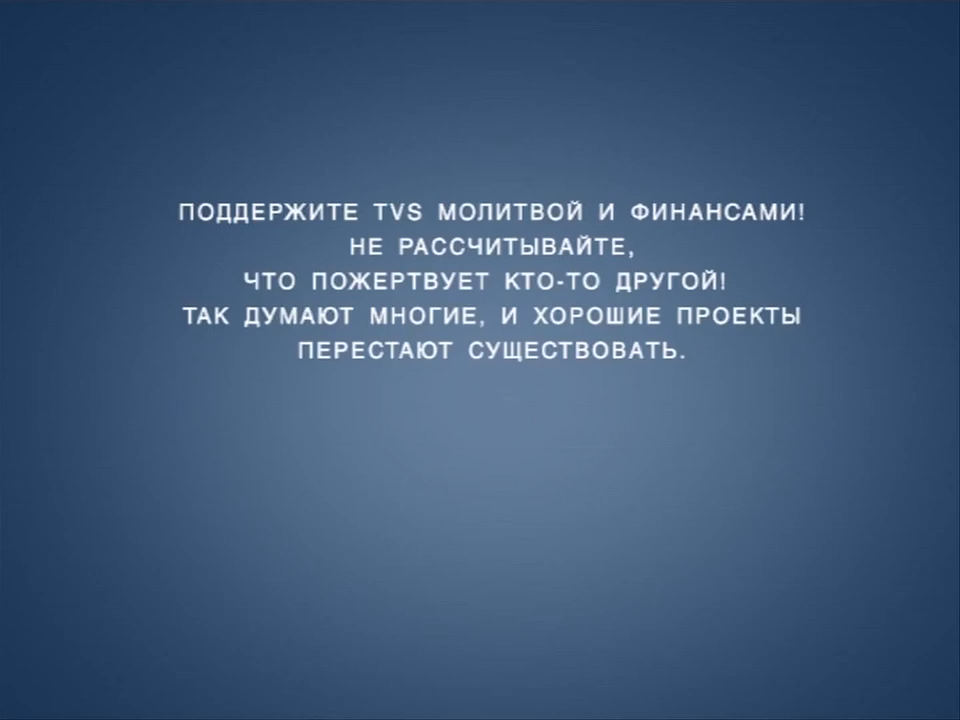 ПОДДЕРЖИТЕ TVS МОЛИТВОЙ И ФИНАНСАМИ!
НЕ РАССЧИТЫВАЙТЕ,
ЧТО ПОЖЕРТВУЕТ КТО-ТО ДРУГОЙ!
ТАК ДУМАЮТ МНОГИЕ, И ХОРОШИЕ ПРОЕКТЫ
ПЕРЕСТАЮТ СУЩЕСТВОВАТЬ.